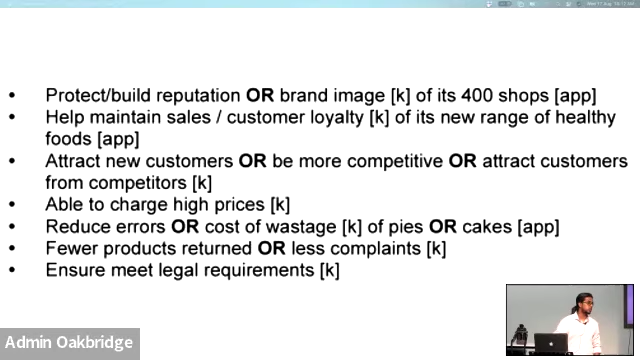 • Protect/build reputation OR brand image [k] of its 400 shops [app]
• Help maintain sales / customer loyalty [k] of its new range of healthy
foods [app]
• Attract new customers OR be more competitive OR attract customers
from competitors [k]
• Able to charge high prices [k]
• Reduce errors OR cost of wastage [k] of pies OR cakes [app]
• Fewer products returned OR less complaints [k]
• Ensure meet legal requirements [k]
Admin Oakbridge